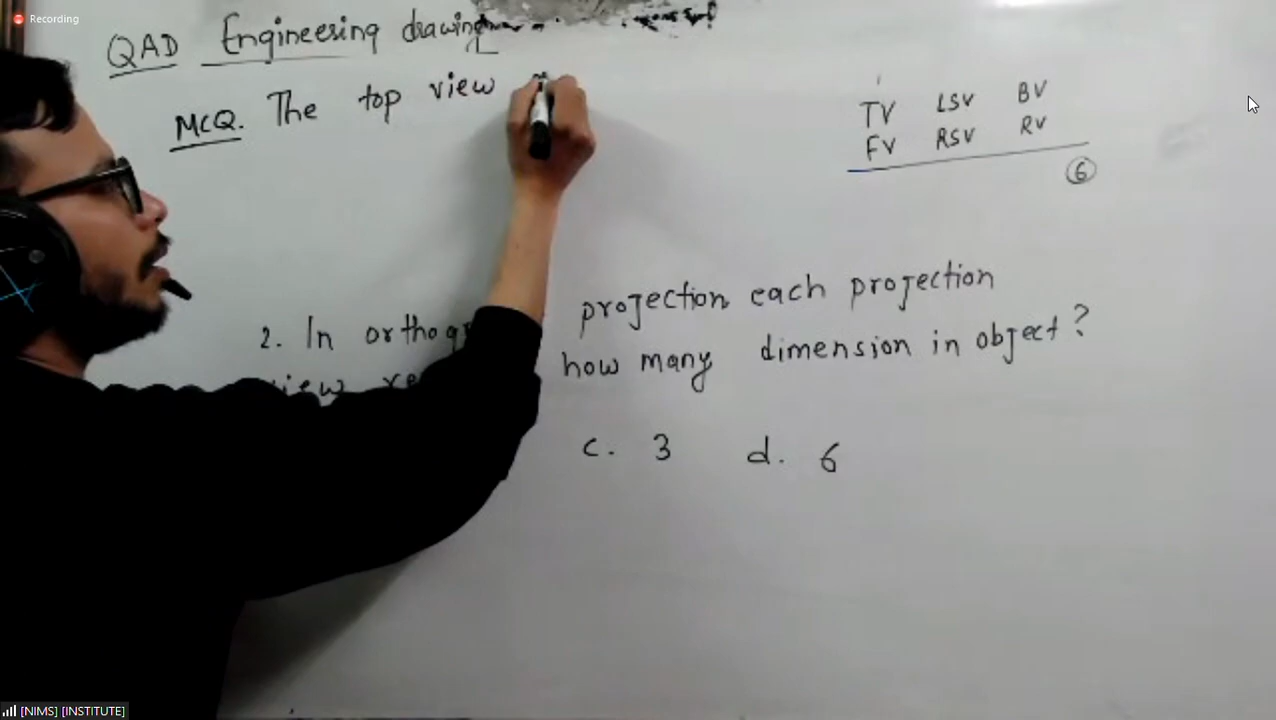 Recording
QAD Engineering drawing
MCQ. The top view
TV LSV BV
FV RSV RV
6
2. In orthog projection each projection
view re how many dimension in object?
c. 3 d. 6
[NIMS] [INSTITUTE]